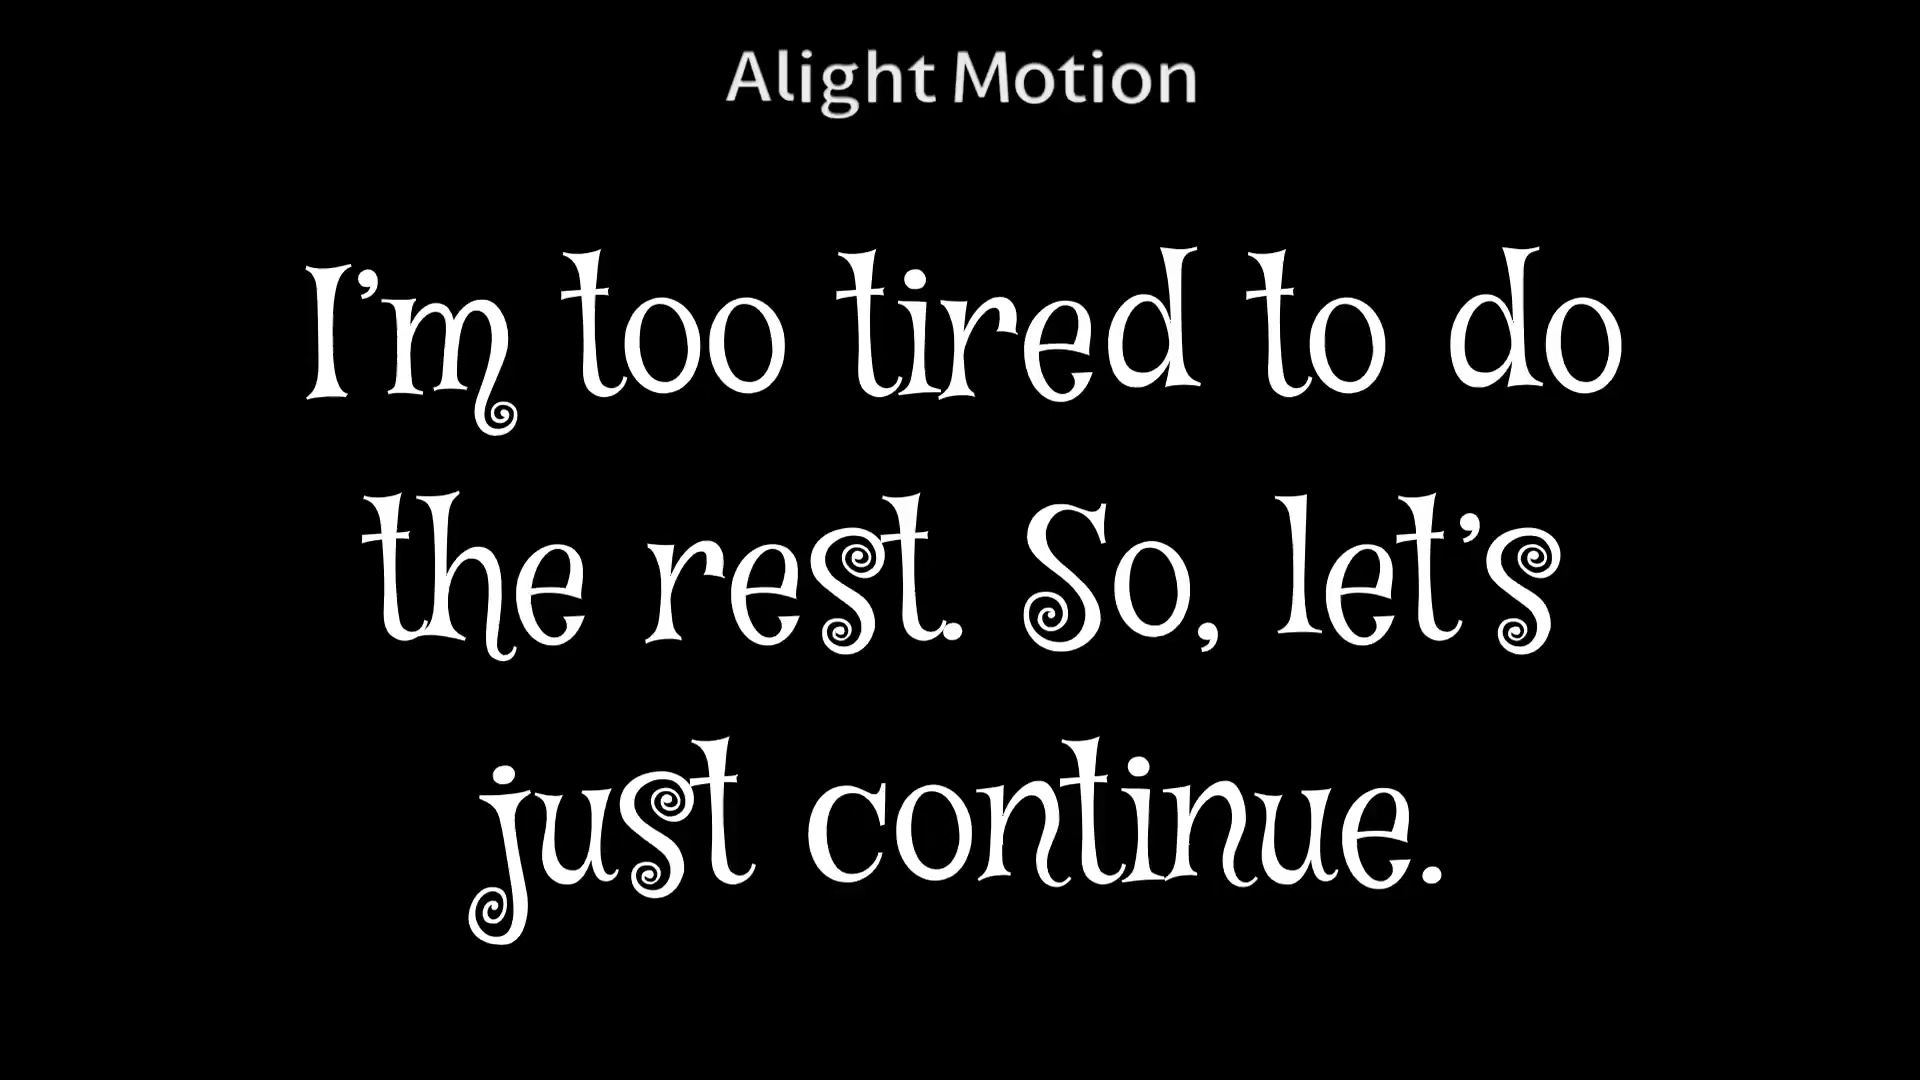 Alight Motion
I'm too tired to do
the rest. So, let's
just continue.